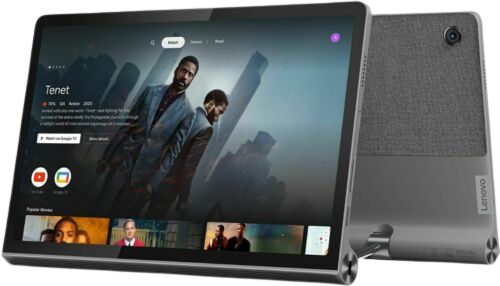 Watch
Games
Read
A
Tenet
70% Q4 Action 2020
Armed with only one word—Tenet—and fighting for the
survival of the entire world, the Protagonist journeys through
a twilight world of international espionage on a mission
Watch on Google TV
More details
YouTube
Google TV
Popular Movies
Lenovo